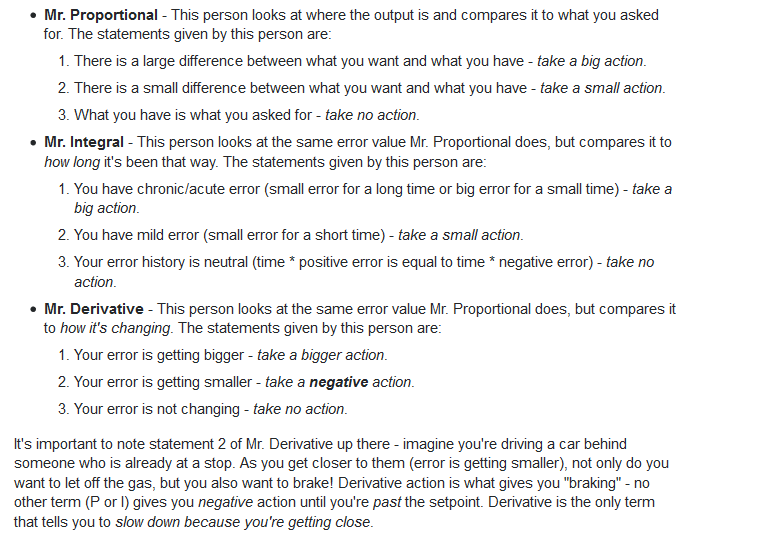 • Mr. Proportional - This person looks at where the output is and compares it to what you asked
for. The statements given by this person are:
1. There is a large difference between what you want and what you have - take a big action.
2. There is a small difference between what you want and what you have - take a small action.
3. What you have is what you asked for - take no action.
• Mr. Integral - This person looks at the same error value Mr. Proportional does, but compares it to
how long it's been that way. The statements given by this person are:
1. You have chronic/acute error (small error for a long time or big error for a small time) - take a
big action.
2. You have mild error (small error for a short time) - take a small action.
3. Your error history is neutral (time * positive error is equal to time * negative error) - take no
action.
• Mr. Derivative - This person looks at the same error value Mr. Proportional does, but compares it
to how it's changing. The statements given by this person are:
1. Your error is getting bigger - take a bigger action.
2. Your error is getting smaller - take a negative action.
3. Your error is not changing - take no action.
It's important to note statement 2 of Mr. Derivative up there - imagine you're driving a car behind
someone who is already at a stop. As you get closer to them (error is getting smaller), not only do you
want to let off the gas, but you also want to brake! Derivative action is what gives you "braking" - no
other term (P or I) gives you negative action until you're past the setpoint. Derivative is the only term
that tells you to slow down because you're getting close.